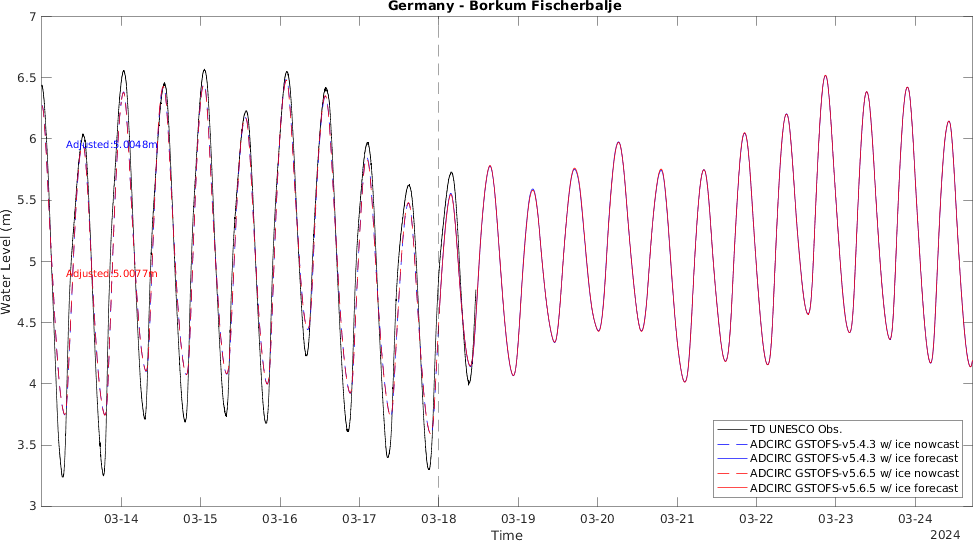 Germany - Borkum Fischerbalje
Water Level (m)
7
6.5
6
5.5
5
4.5
4
3.5
3
Adjusted:5.0048m
Adjusted:5.0077m
TD UNESCO Obs.
ADCIRC GSTOFS-v5.4.3 w/ ice nowcast
ADCIRC GSTOFS-v5.4.3 w/ ice forecast
ADCIRC GSTOFS-v5.6.5 w/ ice nowcast
ADCIRC GSTOFS-v5.6.5 w/ ice forecast
03-14 03-15 03-16 03-17 03-18 03-19 03-20 03-21 03-22 03-23 03-24
Time
2024